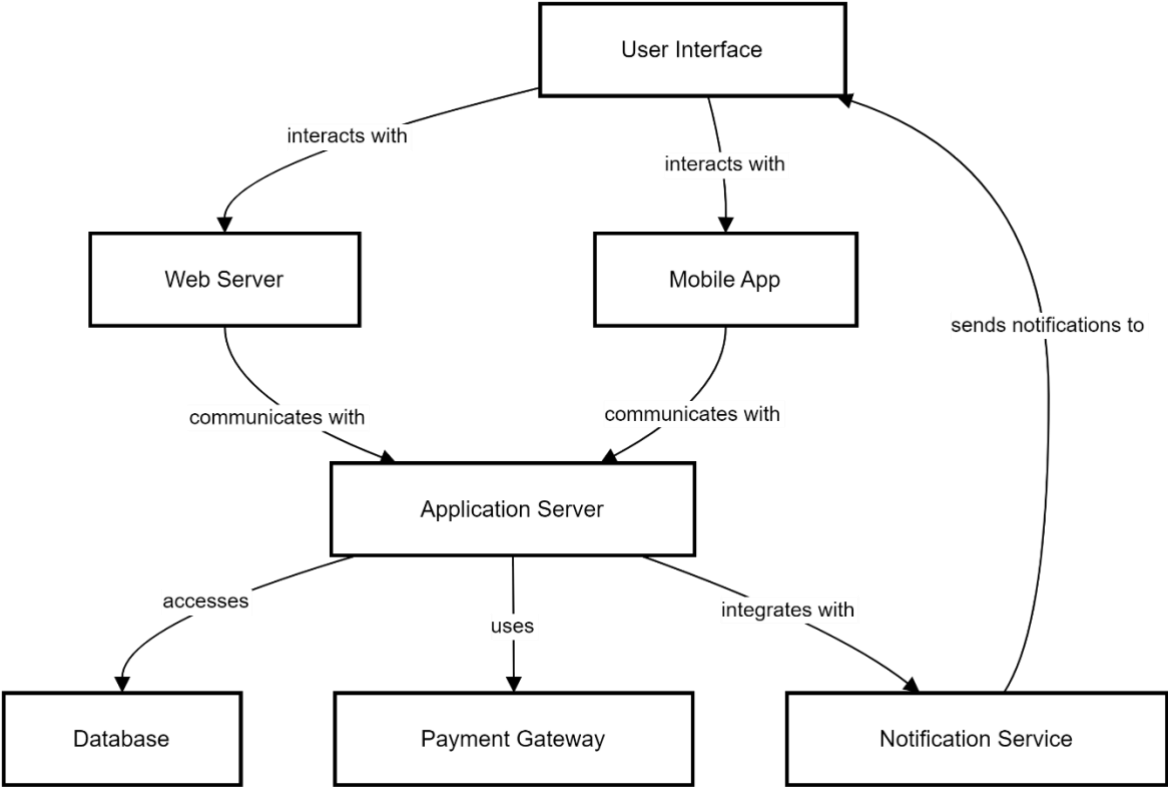 User Interface
interacts with
interacts with
Web Server
Mobile App
sends notifications to
communicates with
communicates with
Application Server
accesses
uses
integrates with
Database
Payment Gateway
Notification Service